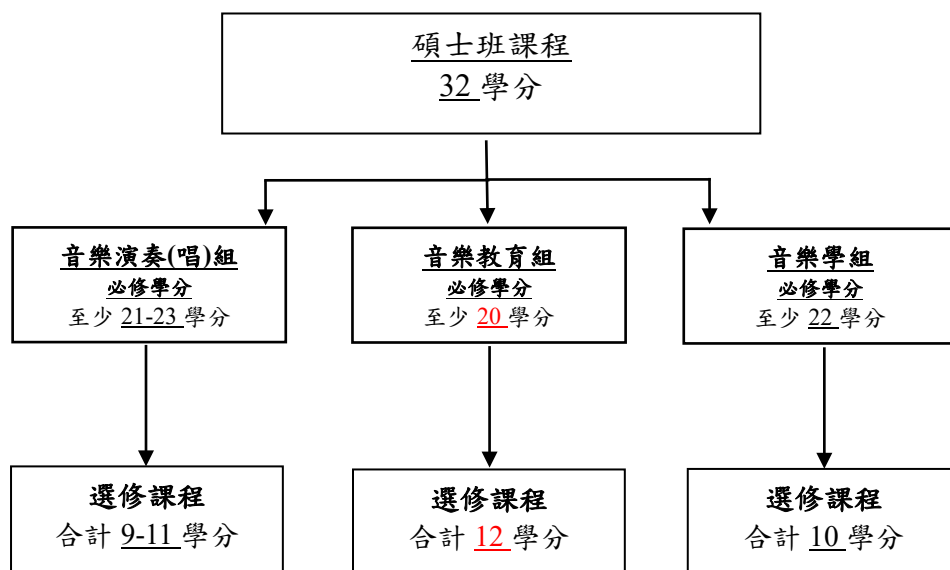 碩士班課程
32 學分
音樂演奏(唱)組
必修學分
至少 21-23 學分
音樂教育組
必修學分
至少 20 學分
音樂學組
必修學分
至少 22 學分
選修課程
合計 9-11 學分
選修課程
合計 12 學分
選修課程
合計 10 學分